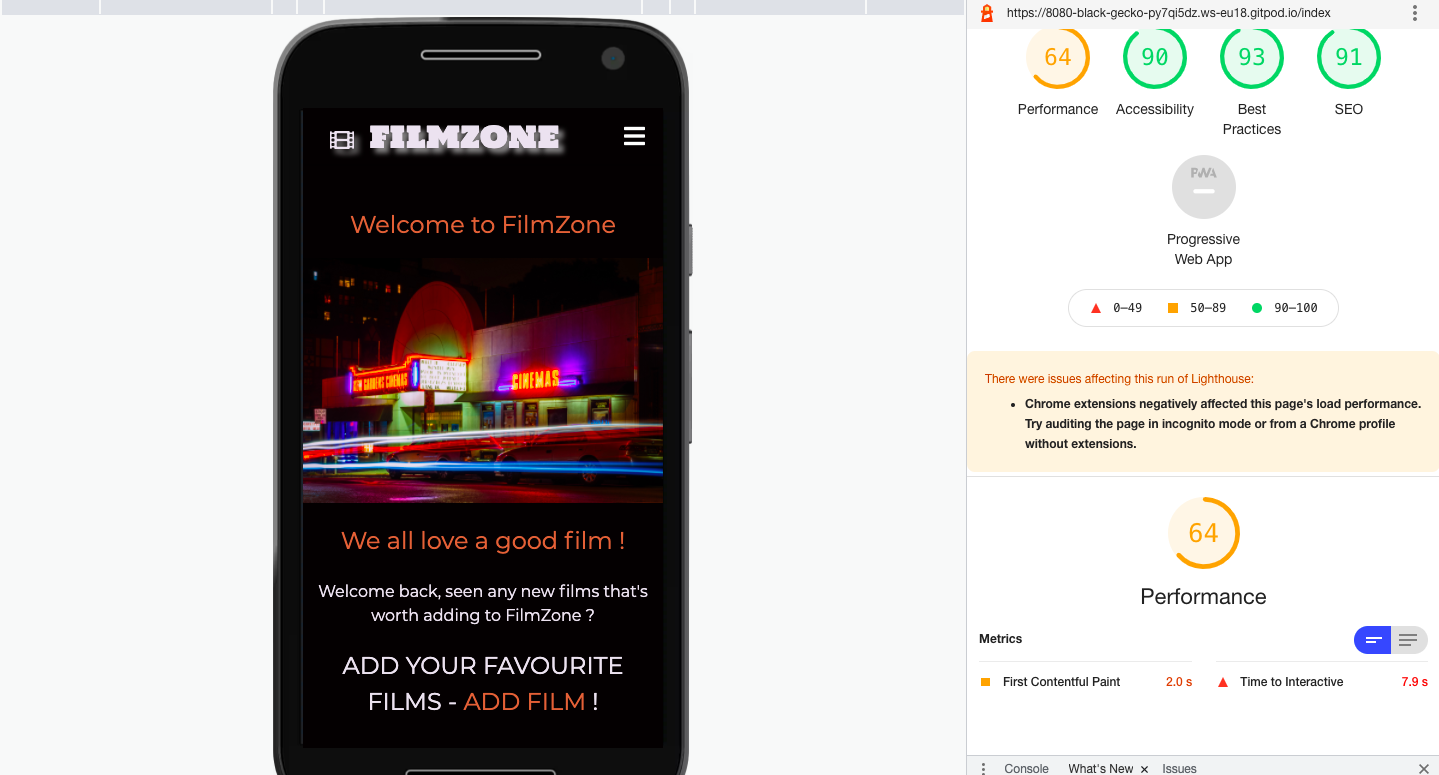 FILMZONE
Welcome to FilmZone
CINEMAS
We all love a good film !
Welcome back, seen any new films that's
worth adding to FilmZone ?
ADD YOUR FAVOURITE
FILMS - ADD FILM !
https://8080-black-gecko-py7qi5dz.ws-eu18.gitpod.io/index
64
90
93
91
Performance
Accessibility
Best
Practices
SEO
PWA
Progressive
Web App
0–49
50–89
90–100
There were issues affecting this run of Lighthouse:
• Chrome extensions negatively affected this page's load performance.
Try auditing the page in incognito mode or from a Chrome profile
without extensions.
64
Performance
Metrics
First Contentful Paint 2.0 s
Time to Interactive 7.9 s
Console What's New × Issues